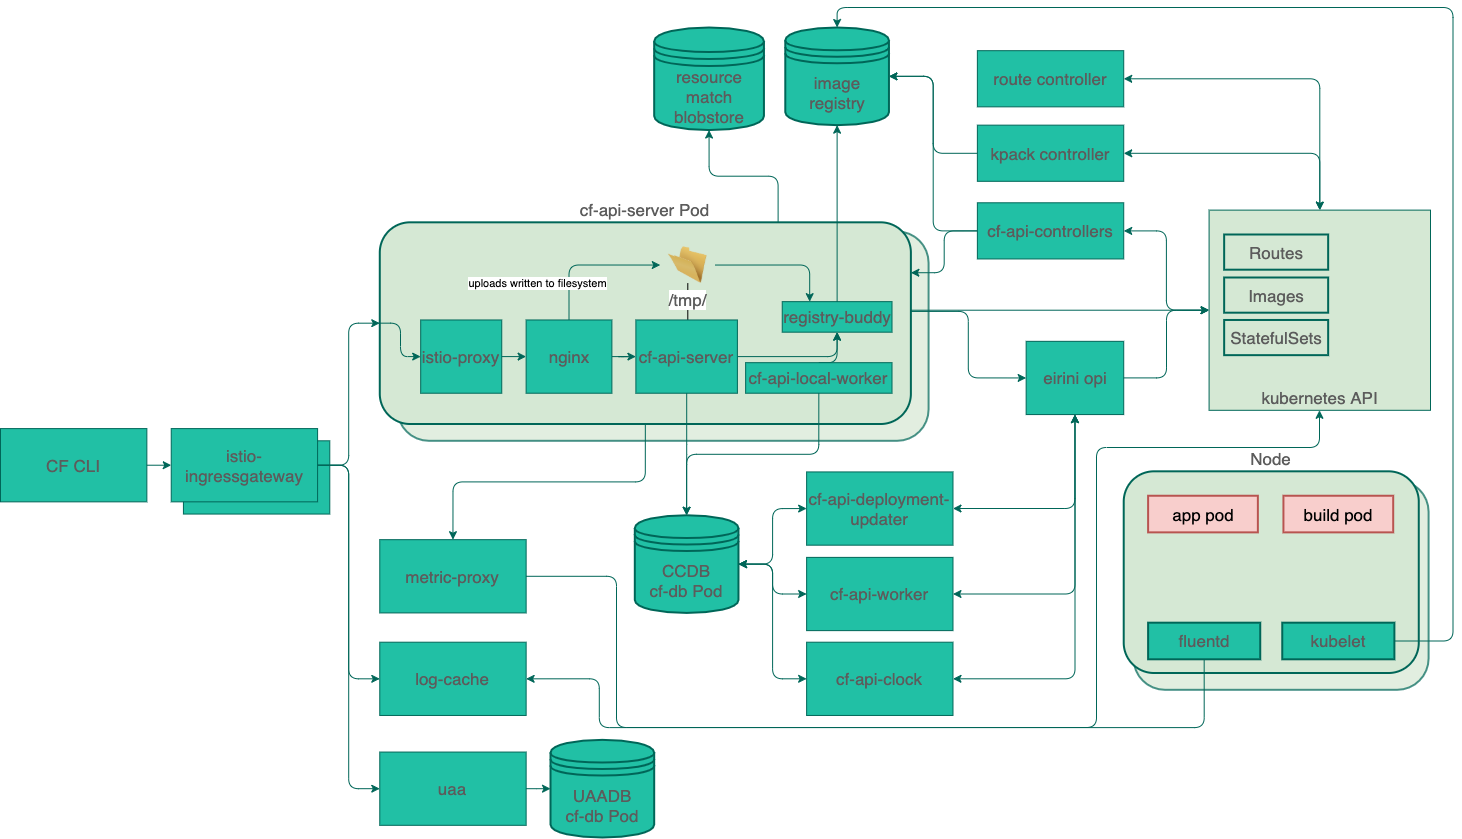 resource
match
blobstore
image
registry
route controller
kpack controller
cf-api-controllers
cf-api-server Pod
uploads written to filesystem
/tmp/
registry-buddy
istio-proxy
nginx
cf-api-server
cf-api-local-worker
eirini opi
Routes
Images
StatefulSets
kubernetes API
CF CLI
istio-
ingressgateway
Node
app pod
build pod
fluentd
kubelet
cf-api-deployment-
updater
metric-proxy
CCDB
cf-db Pod
cf-api-worker
log-cache
cf-api-clock
uaa
UAADB
cf-db Pod